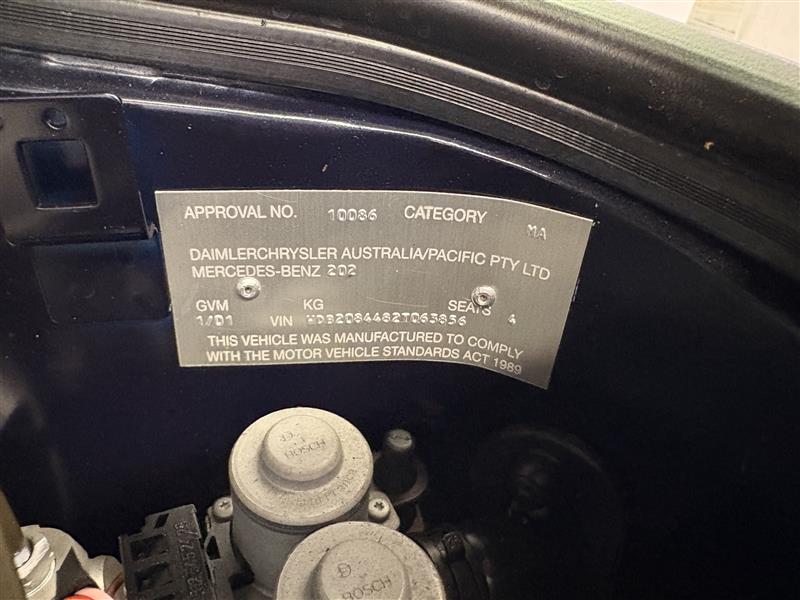 APPROVAL NO. 10086 CATEGORY MA
DAIMLERCHRYSLER AUSTRALIA/PACIFIC PTY LTD
MERCEDES-BENZ 202
GVM KG SEATS 4
1/01 VIN WDB2084482T063856
THIS VEHICLE WAS MANUFACTURED TO COMPLY
WITH THE MOTOR VEHICLE STANDARDS ACT 1989
BOSCH
BOSCH